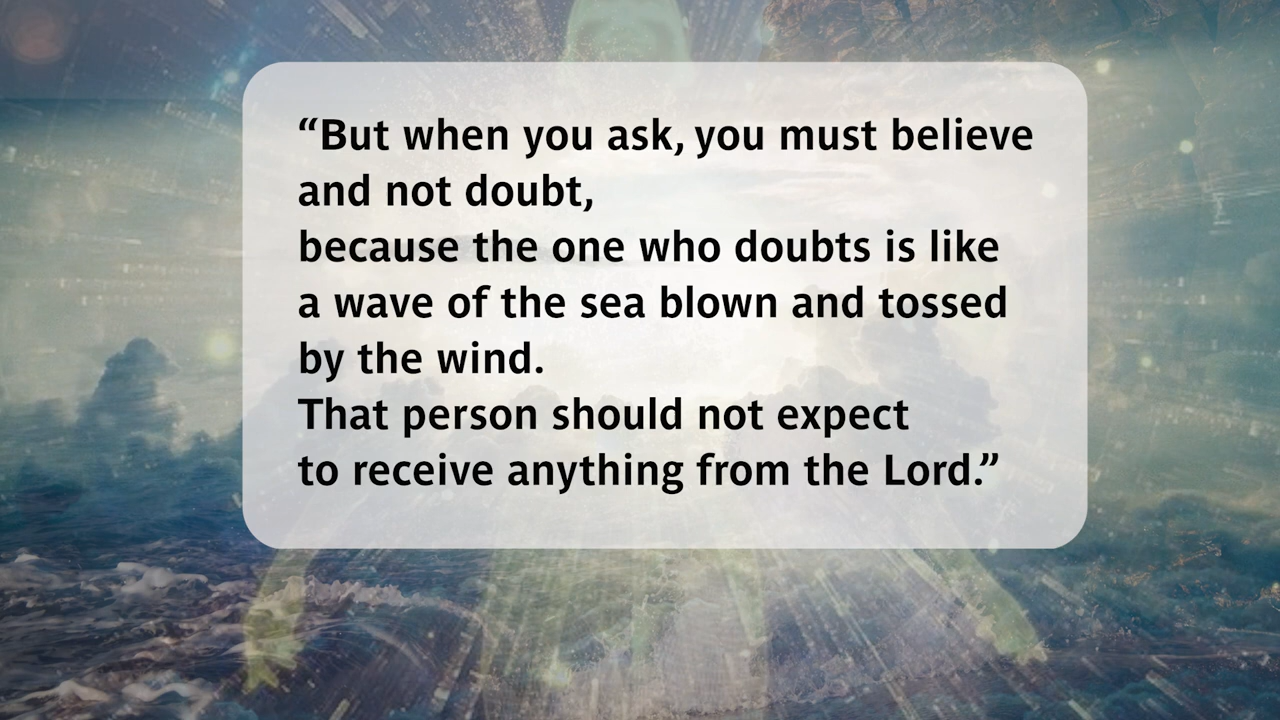 “But when you ask, you must believe
and not doubt,
because the one who doubts is like
a wave of the sea blown and tossed
by the wind.
That person should not expect
to receive anything from the Lord.”